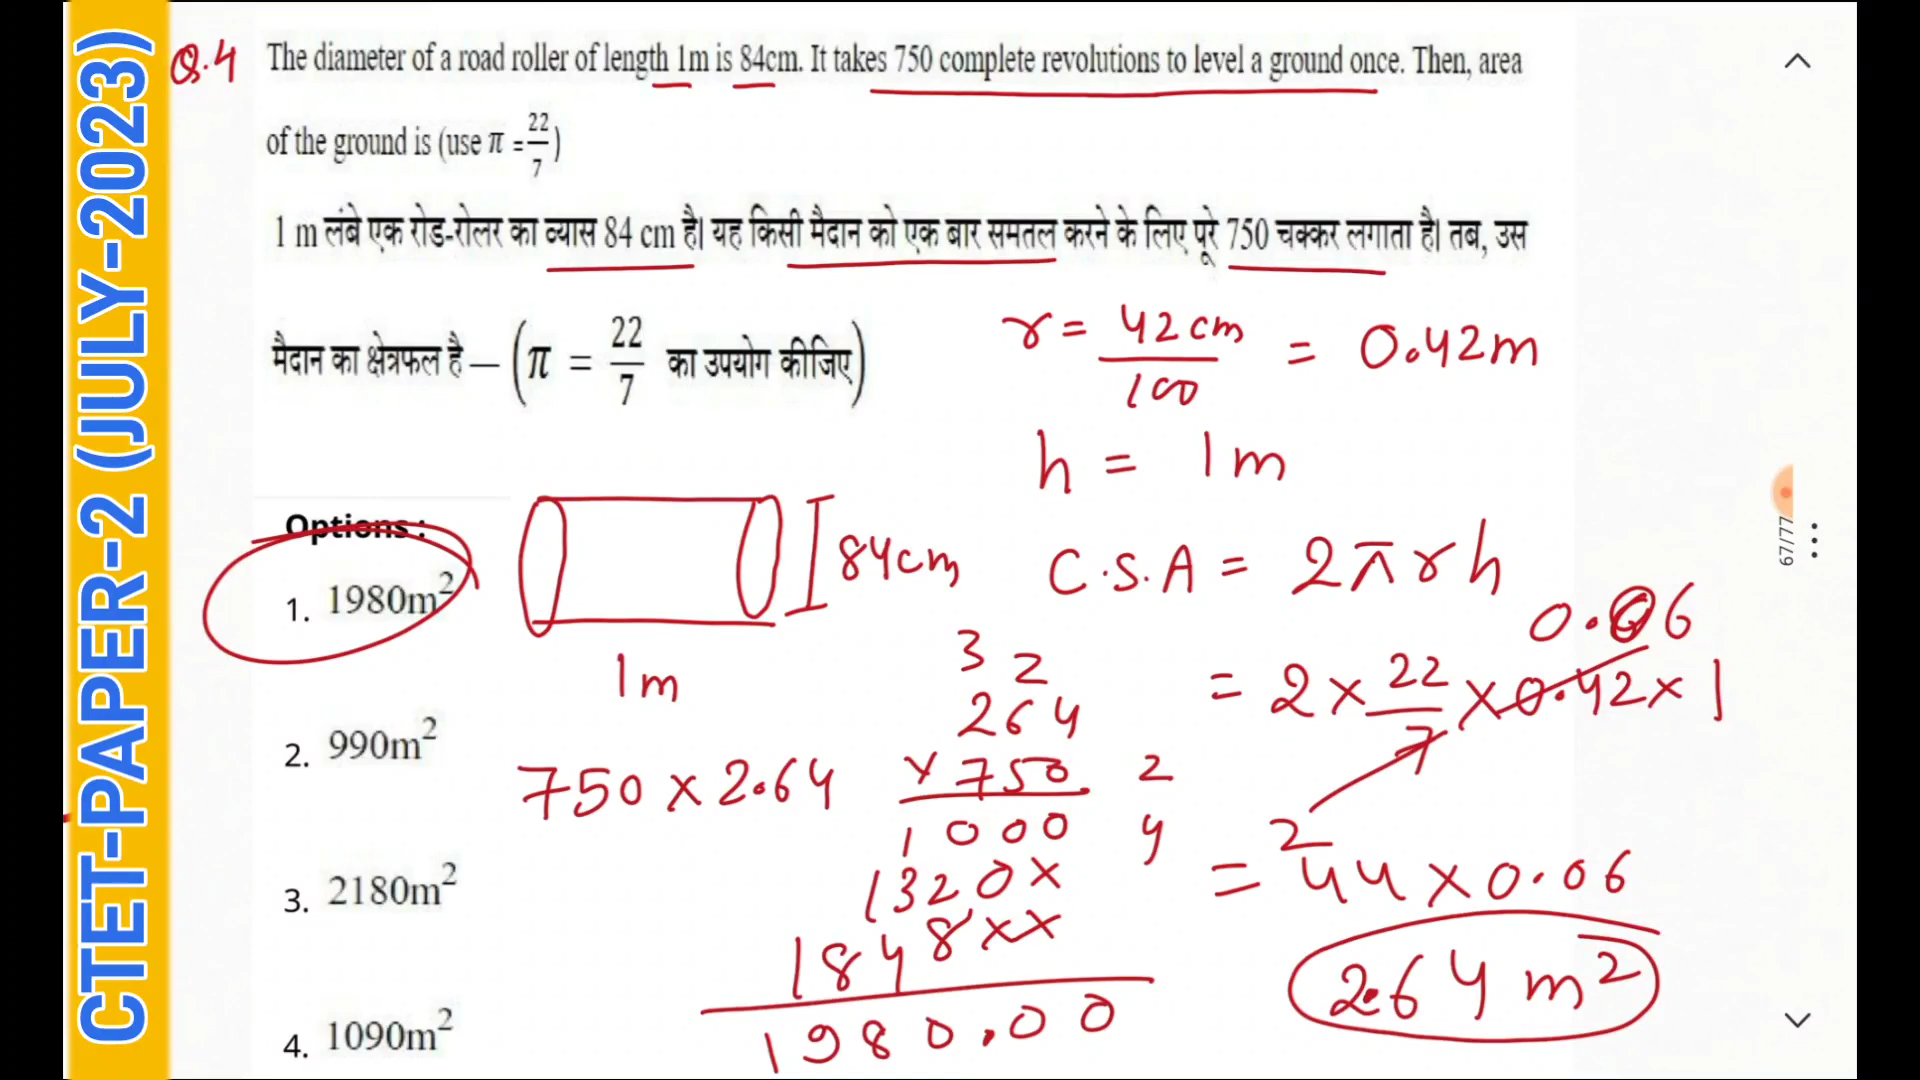 CTET-PAPER-2 (JULY-2023)
Q.4 The diameter of a road roller of length 1m is 84cm. It takes 750 complete revolutions to level a ground once. Then, area
of the ground is (use π = 22/7)
1 m लंबे एक रोड-रोलर का व्यास 84 cm है। यह किसी मैदान को एक बार समतल करने के लिए पूरे 750 चक्कर लगाता है। तब, उस
मैदान का क्षेत्रफल है – (π = 22/7 का उपयोग कीजिए)
r = 42cm/100 = 0.42m
h = 1m
Options :
1. 1980m²
84cm
1m
C.S.A = 2πrh
0.06
= 2 × 22/7 × 0.42 × 1
2. 990m²
750 × 2.64
3 2
264
× 750
2
1000
4
1320×
1848××
1980.00
2
= 44 × 0.06
2.64 m²
3. 2180m²
4. 1090m²
67/77